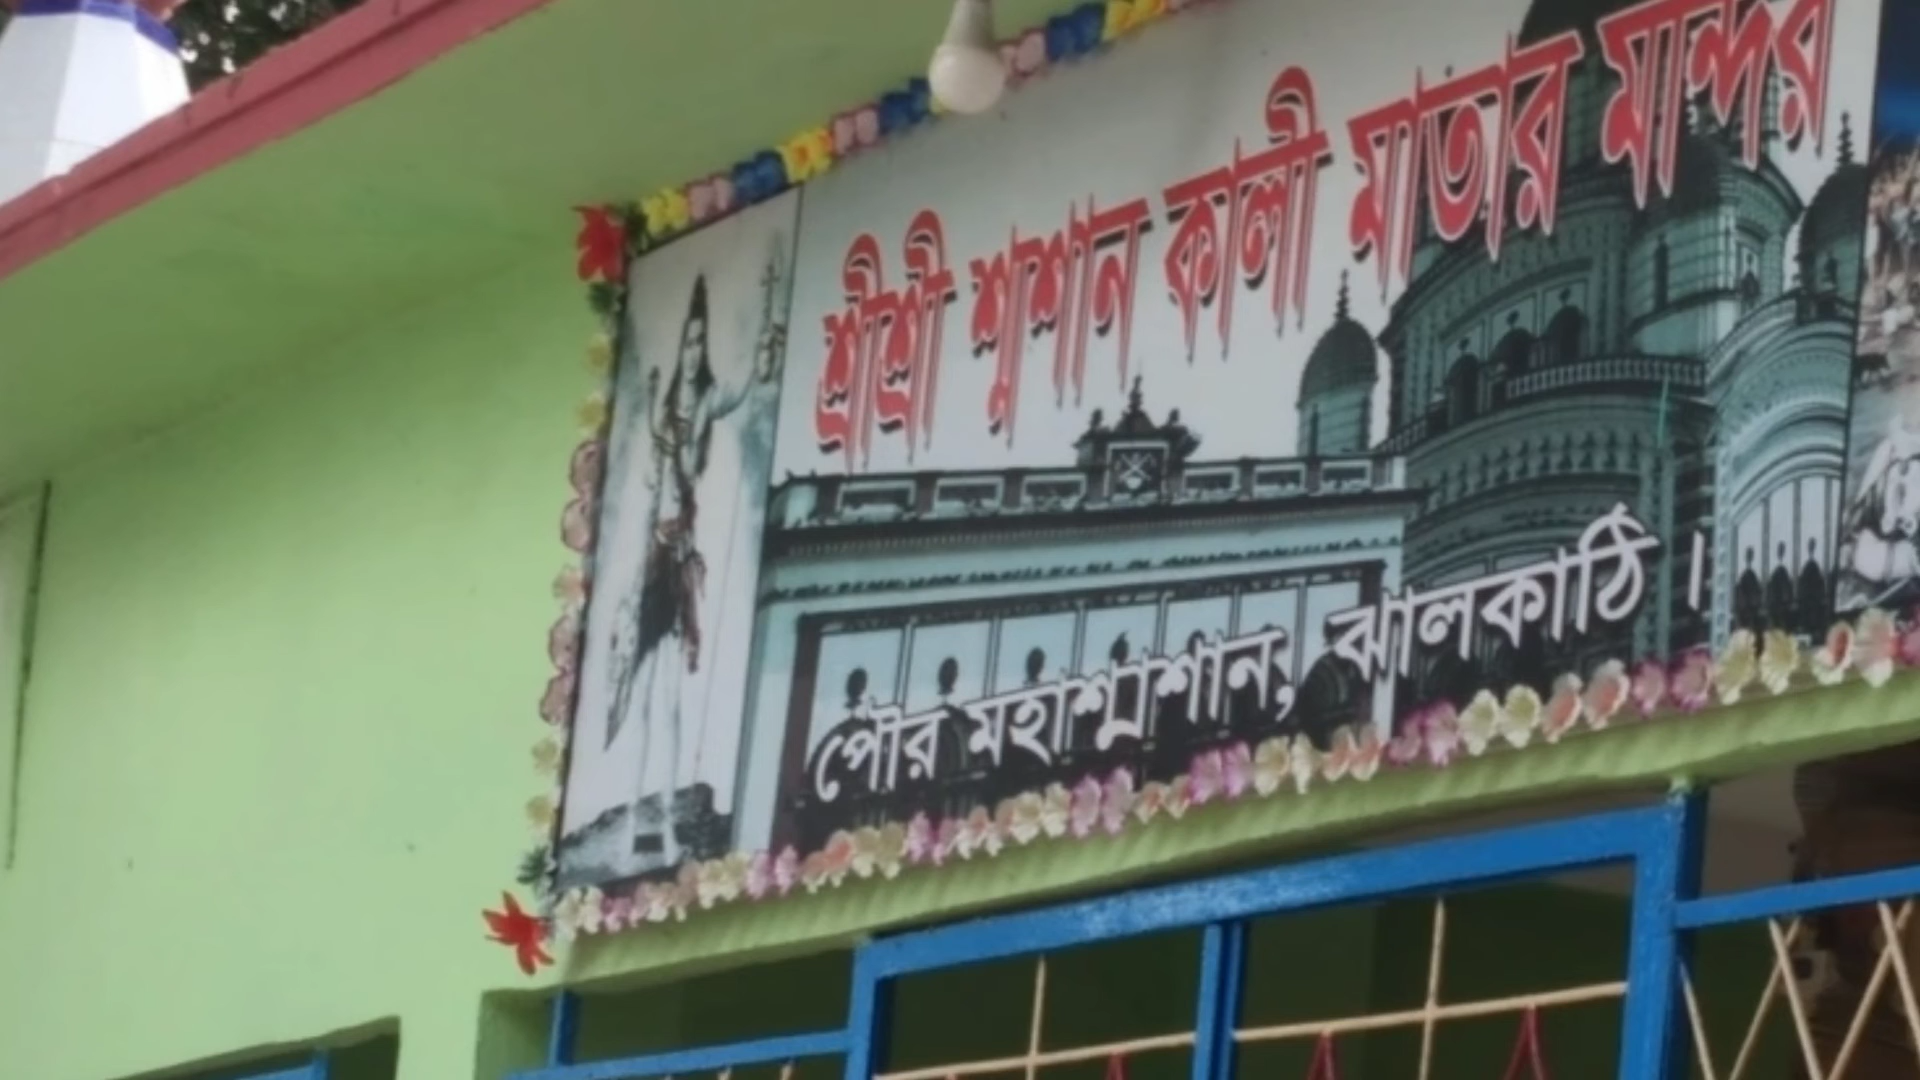 শ্রীশ্রী শ্মশান কালী মাতার মন্দির
পৌর মহাশ্মশান, ঝালকাঠি ।